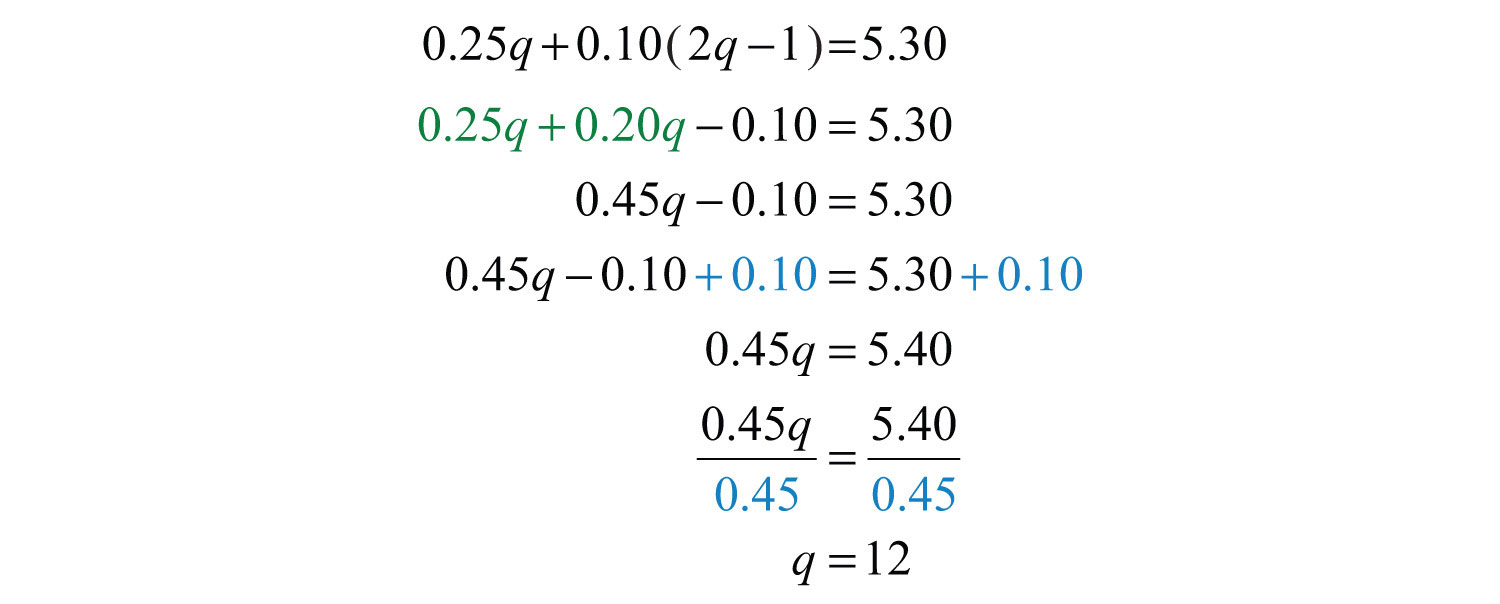 0.25q + 0.10(2q − 1) = 5.30
0.25q + 0.20q − 0.10 = 5.30
0.45q − 0.10 = 5.30
0.45q − 0.10 + 0.10 = 5.30 + 0.10
0.45q = 5.40
0.45q/0.45 = 5.40/0.45
q = 12